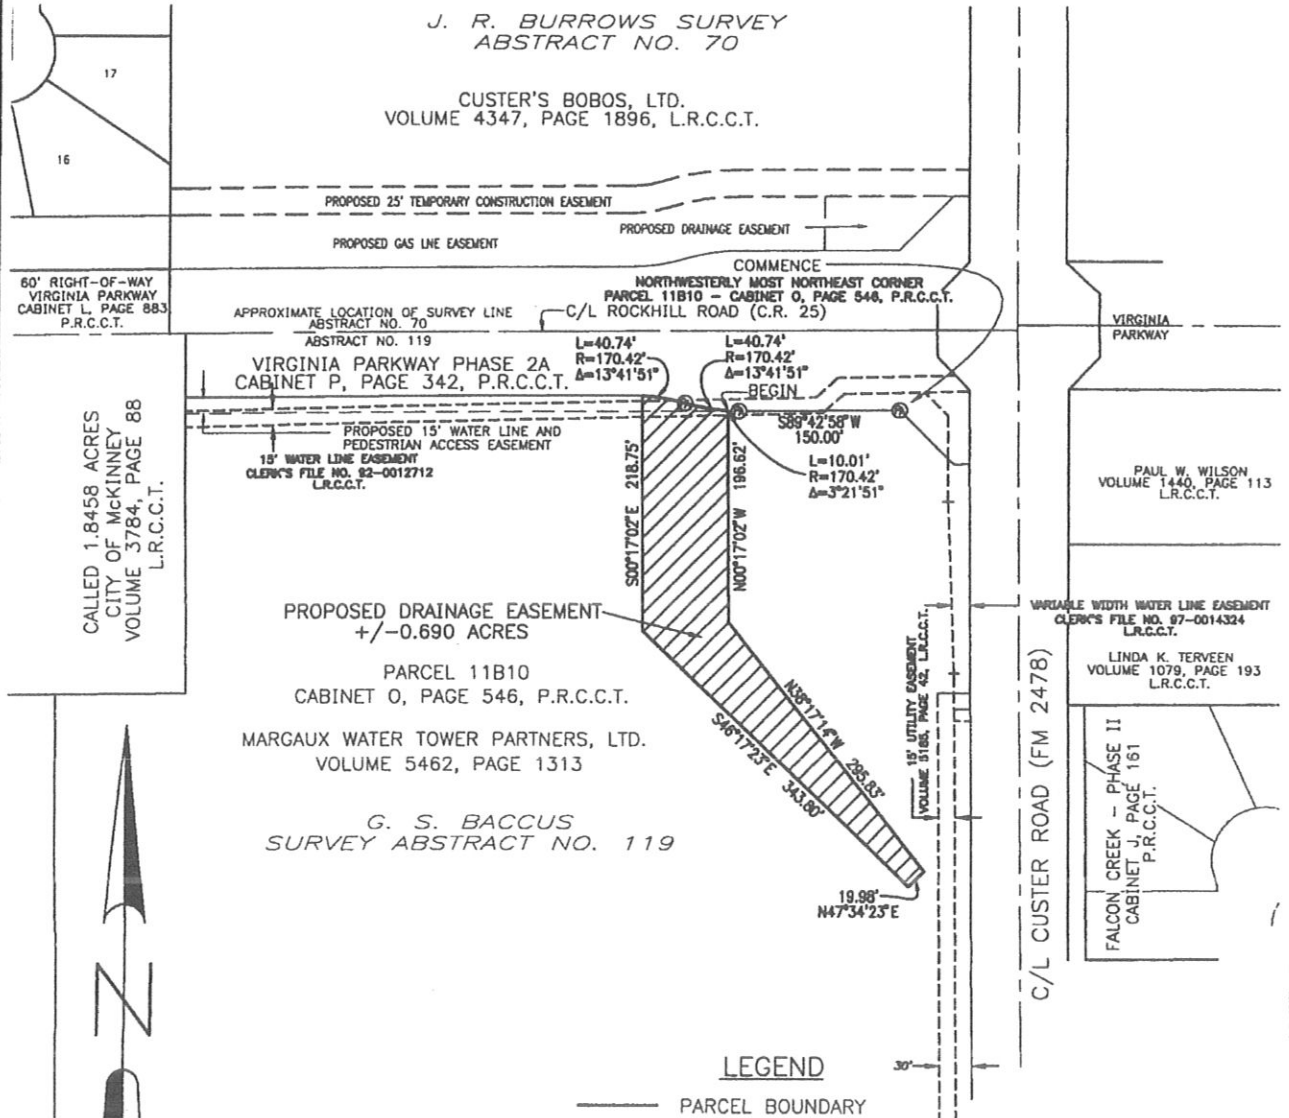 J. R. BURROWS SURVEY
ABSTRACT NO. 70
CUSTER'S BOBOS, LTD.
VOLUME 4347, PAGE 1896, L.R.C.C.T.
17
16
PROPOSED 25' TEMPORARY CONSTRUCTION EASEMENT
PROPOSED DRAINAGE EASEMENT
PROPOSED GAS LNE EASEMENT
COMMENCE
NORTHWESTERLY MOST NORTHEAST CORNER
PARCEL 11B10 - CABINET O, PAGE 546, P.R.C.C.T.
C/L ROCKHILL ROAD (C.R. 25)
60' RIGHT-OF-WAY
VIRGINIA PARKWAY
CABINET L, PAGE 883
P.R.C.C.T.
APPROXIMATE LOCATION OF SURVEY LINE
ABSTRACT NO. 70
ABSTRACT NO. 119
VIRGINIA
PARKWAY
VIRGINIA PARKWAY PHASE 2A
CABINET P, PAGE 342, P.R.C.C.T.
L=40.74'
R=170.42'
Δ=13°41'51"
L=40.74'
R=170.42'
Δ=13°41'51"
BEGIN
S89°42'58"W
150.00'
L=10.01'
R=170.42'
Δ=3°21'51"
PROPOSED 15' WATER LINE AND
PEDESTRIAN ACCESS EASEMENT
15' WATER LINE EASEMENT
CLERK'S FILE NO. 92-0012712
L.R.C.C.T.
CALLED 1.8458 ACRES
CITY OF McKINNEY
VOLUME 3784, PAGE 88
L.R.C.C.T.
S00°17'02"E 218.75'
N00°17'02"W 196.62'
PAUL W. WILSON
VOLUME 1440, PAGE 113
L.R.C.C.T.
PROPOSED DRAINAGE EASEMENT
+/-0.690 ACRES
VARIABLE WIDTH WATER LINE EASEMENT
CLERK'S FILE NO. 97-0014324
L.R.C.C.T.
LINDA K. TERVEEN
VOLUME 1079, PAGE 193
L.R.C.C.T.
PARCEL 11B10
CABINET O, PAGE 546, P.R.C.C.T.
MARGAUX WATER TOWER PARTNERS, LTD.
VOLUME 5462, PAGE 1313
N38°17'14"W 295.83'
S46°17'23"E 343.80'
15' UTILITY EASEMENT
VOLUME 5185, PAGE 42, L.R.C.C.T.
C/L CUSTER ROAD (FM 2478)
FALCON CREEK - PHASE II
CABINET J, PAGE 161
P.R.C.C.T.
G. S. BACCUS
SURVEY ABSTRACT NO. 119
19.98'
N47°34'23"E
N
30'
LEGEND
PARCEL BOUNDARY